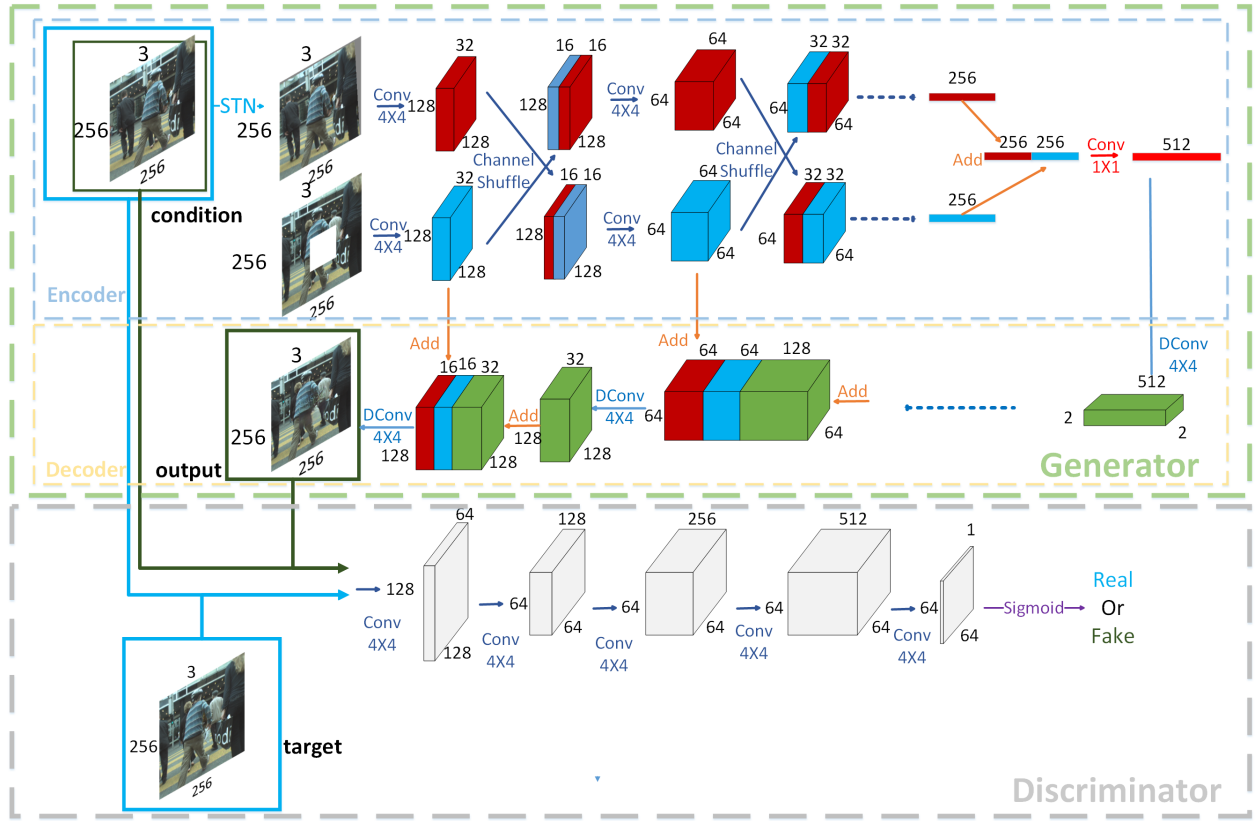 3
256
256
condition
STN
3
256
3
256
256
Conv
4X4
128
32
128
Conv
4X4
128
32
128
Channel
Shuffle
16 16
128
128
16 16
128
128
Conv
4X4
Conv
4X4
64
64
64
64
64
64
Channel
Shuffle
32 32
64
64
32 32
64
64
256
256
Add
256 256
Conv
1X1
512
Encoder
DConv
4X4
512
2
2
Add
128
64
64
64
64
Add
DConv
4X4
32
128
128
Add
32
16 16
128
128
Add
DConv
4X4
3
256
256
output
Decoder
Generator
128
Conv
4X4
64
128
64
Conv
4X4
128
64
64
Conv
4X4
256
64
64
Conv
4X4
512
64
64
Conv
4X4
1
64
Sigmoid
Real
Or
Fake
3
256
256
target
Discriminator